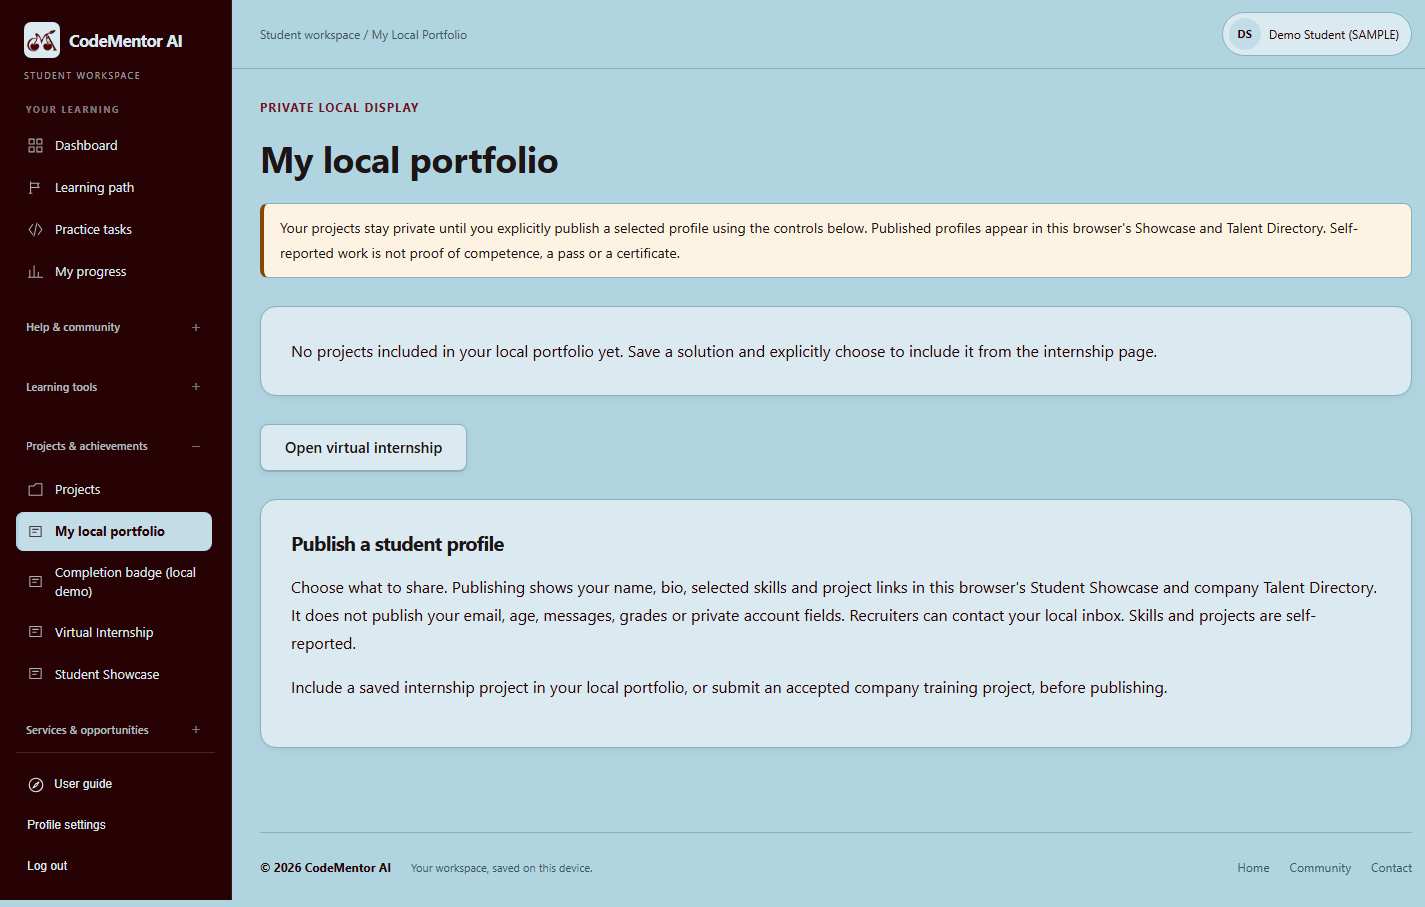 CodeMentor AI
STUDENT WORKSPACE
YOUR LEARNING
Dashboard
Learning path
Practice tasks
My progress
Help & community +
Learning tools +
Projects & achievements –
Projects
My local portfolio
Completion badge (local
demo)
Virtual Internship
Student Showcase
Services & opportunities +
User guide
Profile settings
Log out
Student workspace / My Local Portfolio
DS Demo Student (SAMPLE)
PRIVATE LOCAL DISPLAY
My local portfolio
Your projects stay private until you explicitly publish a selected profile using the controls below. Published profiles appear in this browser's Showcase and Talent Directory. Self-
reported work is not proof of competence, a pass or a certificate.
No projects included in your local portfolio yet. Save a solution and explicitly choose to include it from the internship page.
Open virtual internship
Publish a student profile
Choose what to share. Publishing shows your name, bio, selected skills and project links in this browser's Student Showcase and company Talent Directory.
It does not publish your email, age, messages, grades or private account fields. Recruiters can contact your local inbox. Skills and projects are self-
reported.
Include a saved internship project in your local portfolio, or submit an accepted company training project, before publishing.
© 2026 CodeMentor AI Your workspace, saved on this device.
Home Community Contact